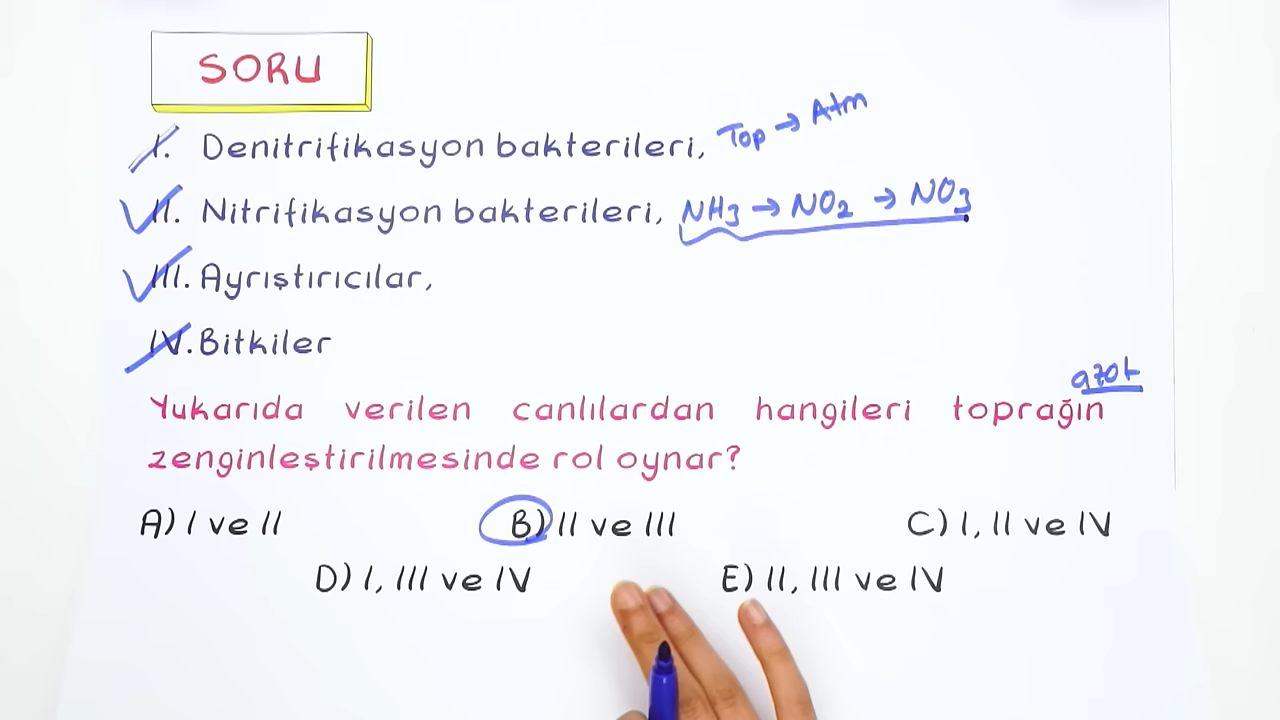 SORU
I. Denitrifikasyon bakterileri, Top → Atm
II. Nitrifikasyon bakterileri, NH3 → NO2 → NO3
III. Ayrıştırıcılar,
IV. Bitkiler
azot
Yukarıda verilen canlılardan hangileri toprağın
zenginleştirilmesinde rol oynar?
A) I ve II B) II ve III C) I, II ve IV
D) I, III ve IV E) II, III ve IV